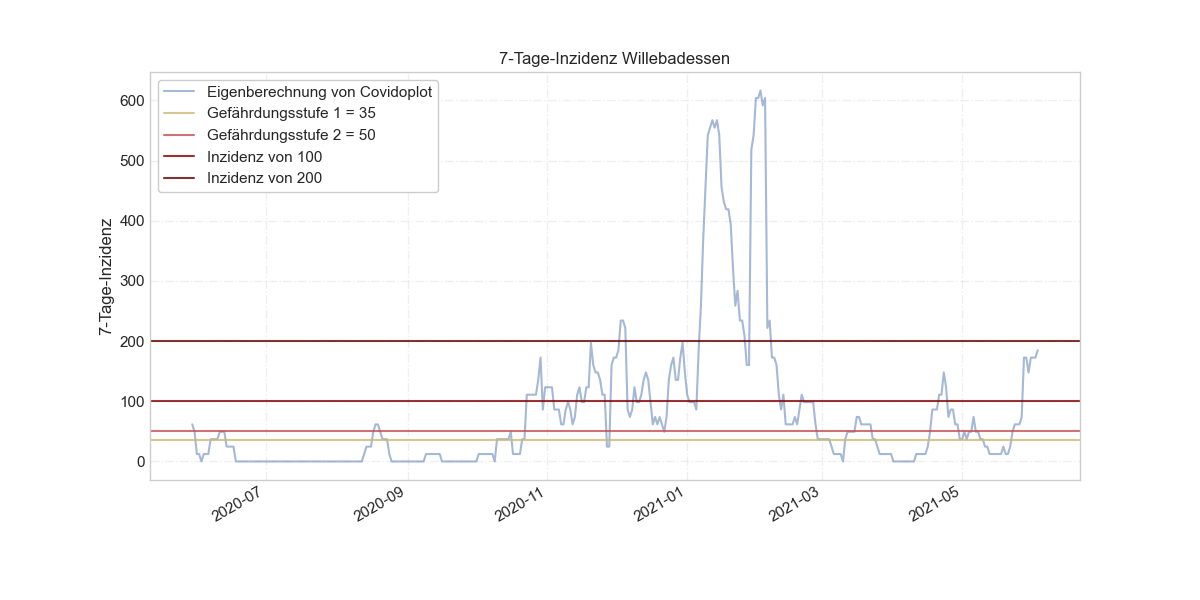 7-Tage-Inzidenz Willebadessen
Eigenberechnung von Covidoplot
Gefährdungsstufe 1 = 35
Gefährdungsstufe 2 = 50
Inzidenz von 100
Inzidenz von 200
7-Tage-Inzidenz
600
500
400
300
200
100
0
2020-07
2020-09
2020-11
2021-01
2021-03
2021-05